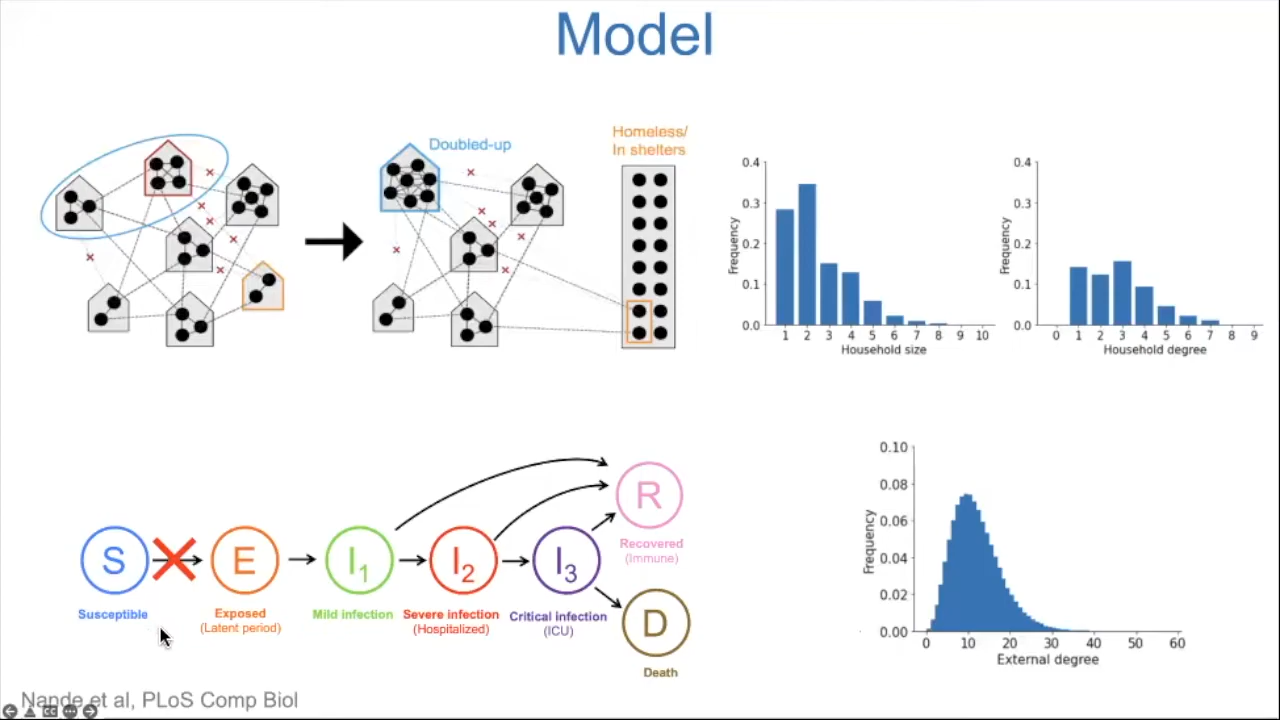 Model
Doubled-up
Homeless/
In shelters
0.4
0.3
0.2
0.1
0.0
Frequency
1 2 3 4 5 6 7 8 9 10
Household size
0.4
0.3
0.2
0.1
0.0
Frequency
0 1 2 3 4 5 6 7 8 9
Household degree
S
E
I1
I2
I3
R
D
Susceptible
Exposed
(Latent period)
Mild infection
Severe infection
(Hospitalized)
Critical infection
(ICU)
Recovered
(Immune)
Death
0.10
0.08
0.06
0.04
0.02
0.00
Frequency
0 10 20 30 40 50 60
External degree
Nande et al, PLoS Comp Biol